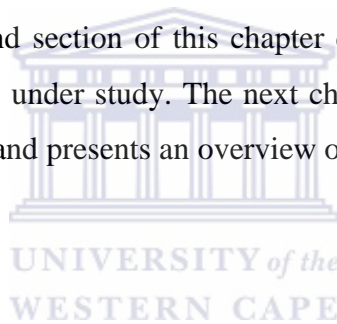 nd section of this chapter
under study. The next ch
and presents an overview o
UNIVERSITY of the
WESTERN CAPE